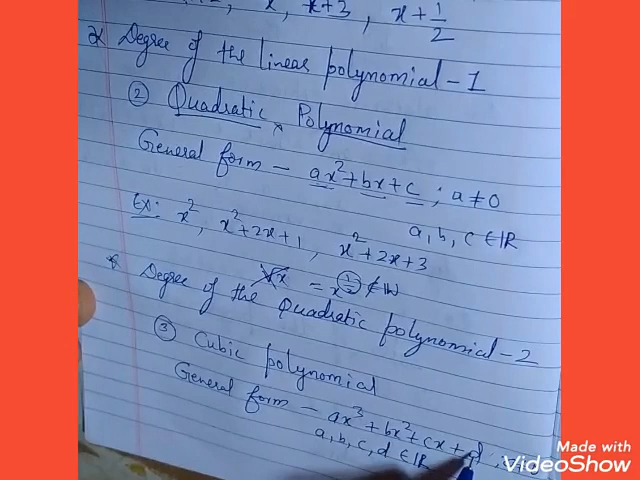 x, x+3, x+1/2
Degree of the linear polynomial - 1
② Quadratic Polynomial
General form - ax²+bx+c ; a≠0
a, b, c ∈ IR
Ex: x², x²+2x+1, x²+2x+3
√x = x^(1/2) ∉ W
* Degree of the Quadratic polynomial - 2
③ Cubic polynomial
General form - ax³+bx²+cx+d ;
a, b, c, d ∈ IR
Made with
VideoShow